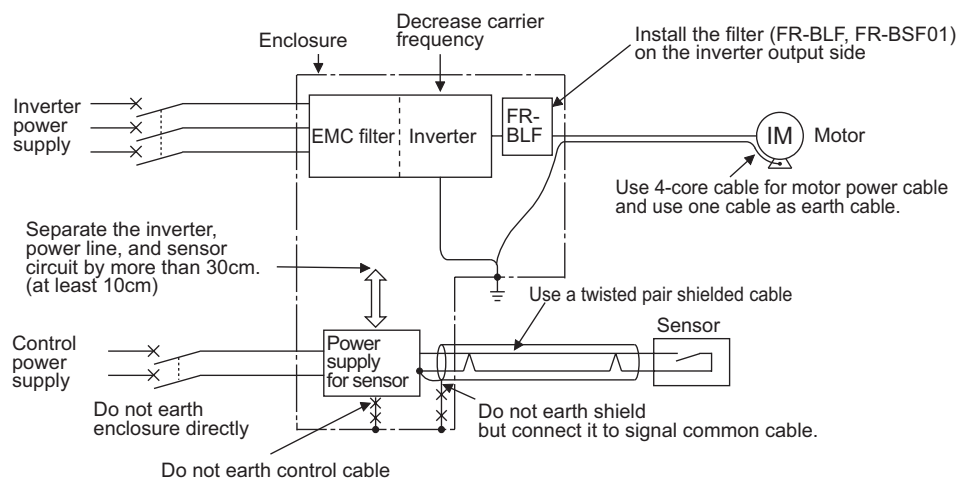 Decrease carrier
frequency
Enclosure
Install the filter (FR-BLF, FR-BSF01)
on the inverter output side
Inverter
power
supply
EMC filter
Inverter
FR-
BLF
IM
Motor
Use 4-core cable for motor power cable
and use one cable as earth cable.
Separate the inverter,
power line, and sensor
circuit by more than 30cm.
(at least 10cm)
Use a twisted pair shielded cable
Control
power
supply
Power
supply
for sensor
Sensor
Do not earth
enclosure directly
Do not earth shield
but connect it to signal common cable.
Do not earth control cable